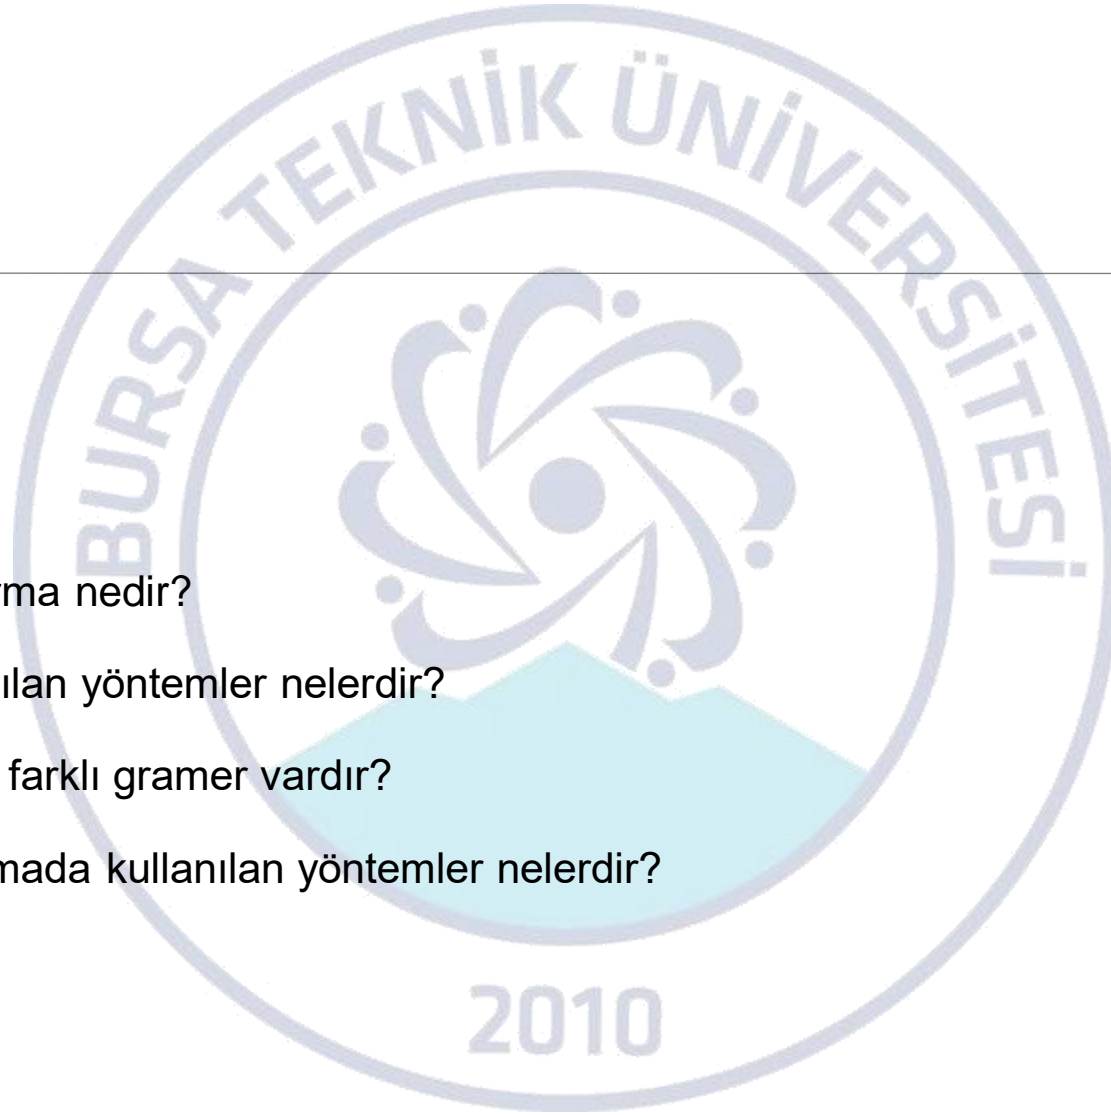 BURSA TEKNİK ÜNİVERSİTESİ
rma nedir?
ılan yöntemler nelerdir?
farklı gramer vardır?
mada kullanılan yöntemler nelerdir?
2010